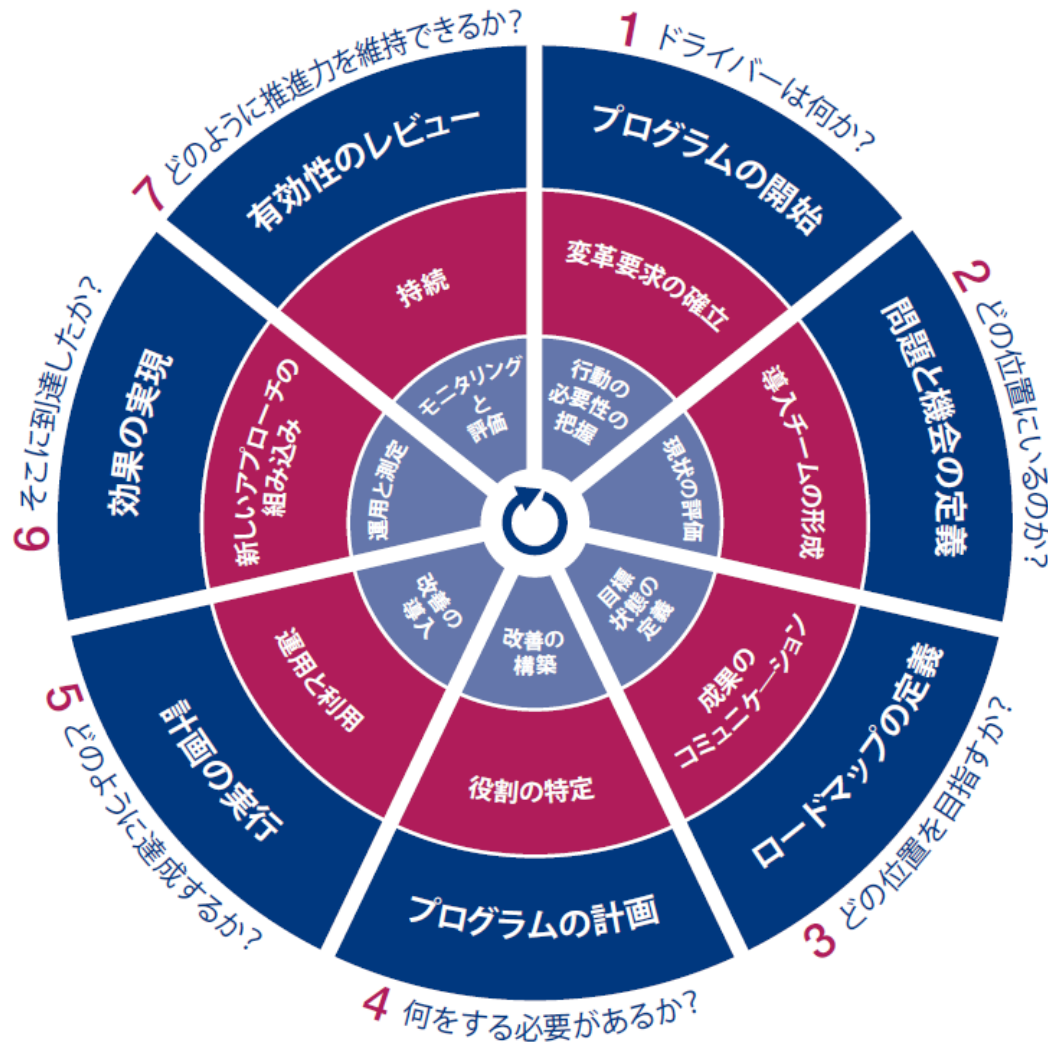 1 ドライバーは何か?
プログラムの開始
変革要求の確立
行動の
必要性の
把握
2 どの位置にいるのか?
問題と機会の定義
導入チームの形成
現状の評価
3 どの位置を目指すか?
ロードマップの定義
成果の
コミュニケーション
目標
状態の
定義
4 何をする必要があるか?
プログラムの計画
役割の特定
改善の
構築
5 どのように達成するか?
計画の実行
運用と利用
改善の
導入
6 そこに到達したか?
効果の実現
新しいアプローチの
組み込み
運用と測定
7 どのように推進力を維持できるか?
有効性のレビュー
持続
モニタリング
と
評価